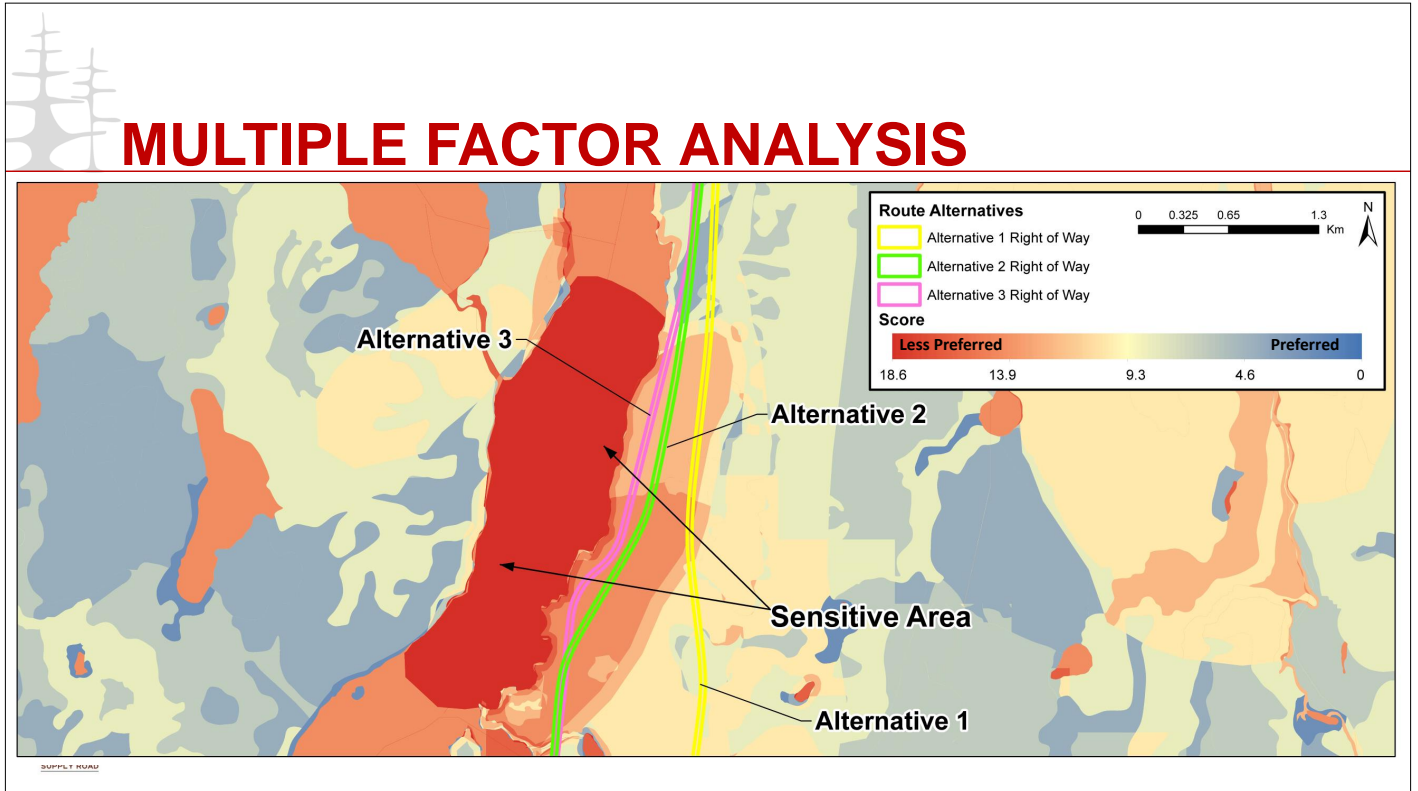 MULTIPLE FACTOR ANALYSIS
Route Alternatives
Alternative 1 Right of Way
Alternative 2 Right of Way
Alternative 3 Right of Way
0 0.325 0.65 1.3
Km
N
Score
Less Preferred Preferred
18.6 13.9 9.3 4.6 0
Alternative 3
Alternative 2
Sensitive Area
Alternative 1
SUPPLY ROAD